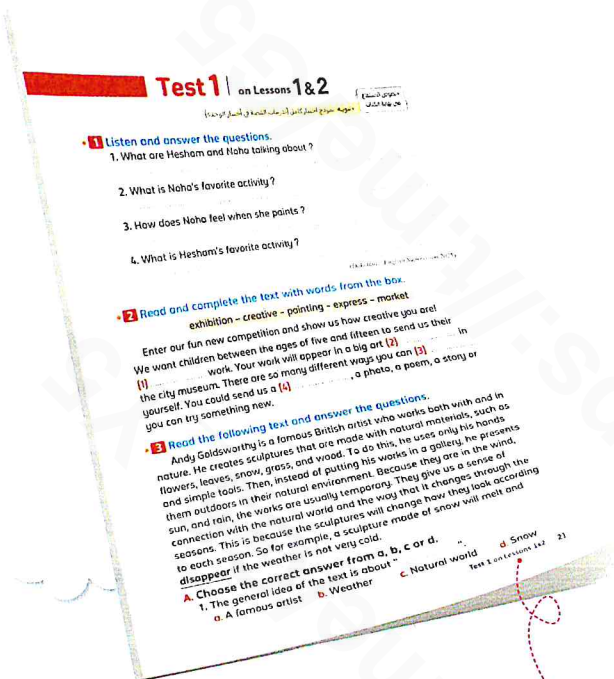 Test 1 on Lessons 1 & 2
1 Listen and answer the questions.
1. What are Hesham and Noha talking about ?
2. What is Noha's favorite activity ?
3. How does Noha feel when she paints ?
4. What is Hesham's favorite activity ?
2 Read and complete the text with words from the box.
exhibition – creative – painting – express – market
Enter our fun new competition and show us how creative you are!
We want children between the ages of five and fifteen to send us their
(1) ............ work. Your work will appear in a big art (2) ............ in
the city museum. There are so many different ways you can (3) ............
yourself. You could send us a (4) ............ , a photo, a poem, a story or
you can try something new.
3 Read the following text and answer the questions.
Andy Goldsworthy is a famous British artist who works both with and in
nature. He creates sculptures that are made with natural materials, such as
flowers, leaves, snow, grass, and wood. To do this, he uses only his hands
and simple tools. Then, instead of putting his works in a gallery, he presents
them outdoors in their natural environment. Because they are in the wind,
sun, and rain, the works are usually temporary. They give us a sense of
connection with the natural world and the way that it changes through the
seasons. This is because the sculptures will change how they look according
to each season. So for example, a sculpture made of snow will melt and
disappear if the weather is not very cold.
A. Choose the correct answer from a, b, c or d.
1. The general idea of the text is about " ".
a. A famous artist b. Weather c. Natural world d. Snow
Test 1 on Lessons 1&2 21